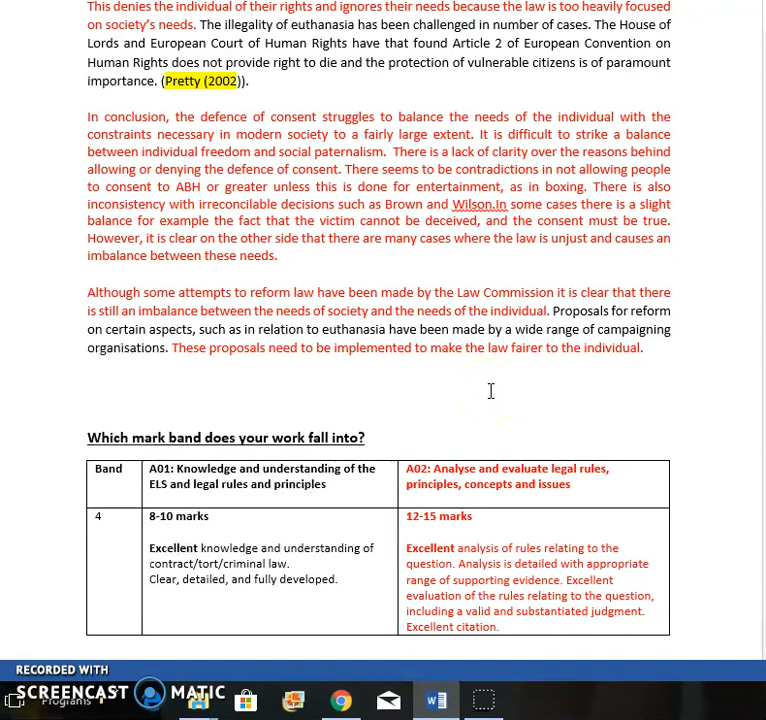 This denies the individual of their rights and ignores their needs because the law is too heavily focused
on society's needs. The illegality of euthanasia has been challenged in number of cases. The House of
Lords and European Court of Human Rights have that found Article 2 of European Convention on
Human Rights does not provide right to die and the protection of vulnerable citizens is of paramount
importance. (Pretty (2002)).
In conclusion, the defence of consent struggles to balance the needs of the individual with the
constraints necessary in modern society to a fairly large extent. It is difficult to strike a balance
between individual freedom and social paternalism. There is a lack of clarity over the reasons behind
allowing or denying the defence of consent. There seems to be contradictions in not allowing people
to consent to ABH or greater unless this is done for entertainment, as in boxing. There is also
inconsistency with irreconcilable decisions such as Brown and Wilson.In some cases there is a slight
balance for example the fact that the victim cannot be deceived, and the consent must be true.
However, it is clear on the other side that there are many cases where the law is unjust and causes an
imbalance between these needs.
Although some attempts to reform law have been made by the Law Commission it is clear that there
is still an imbalance between the needs of society and the needs of the individual. Proposals for reform
on certain aspects, such as in relation to euthanasia have been made by a wide range of campaigning
organisations. These proposals need to be implemented to make the law fairer to the individual.
Which mark band does your work fall into?
Band
A01: Knowledge and understanding of the
ELS and legal rules and principles
A02: Analyse and evaluate legal rules,
principles, concepts and issues
4
8-10 marks
Excellent knowledge and understanding of
contract/tort/criminal law.
Clear, detailed, and fully developed.
12-15 marks
Excellent analysis of rules relating to the
question. Analysis is detailed with appropriate
range of supporting evidence. Excellent
evaluation of the rules relating to the question,
including a valid and substantiated judgment.
Excellent citation.
RECORDED WITH
SCREENCAST MATIC
Programs